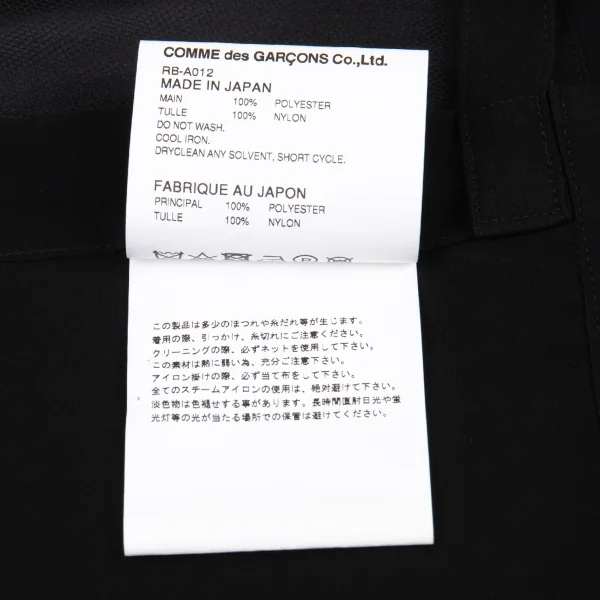 COMME des GARÇONS Co.,Ltd.
RB-A012
MADE IN JAPAN
MAIN 100% POLYESTER
TULLE 100% NYLON
DO NOT WASH.
COOL IRON.
DRYCLEAN ANY SOLVENT, SHORT CYCLE.
FABRIQUE AU JAPON
PRINCIPAL 100% POLYESTER
TULLE 100% NYLON
この製品は多少のほつれや糸だれ等が生じます。
着用の際、引っかけ、糸切れにご注意ください。
クリーニングの際、必ずネットを使用して下さい。
この素材は熱に弱い為、充分ご注意下さい。
アイロン掛けの際、必ず当て布をして下さい。
全てのスチームアイロンの使用は、絶対避けて下さい。
淡色物は色褪せする事があります。長時間直射日光や蛍
光灯等の光が当たる場所での保管は避けてください。